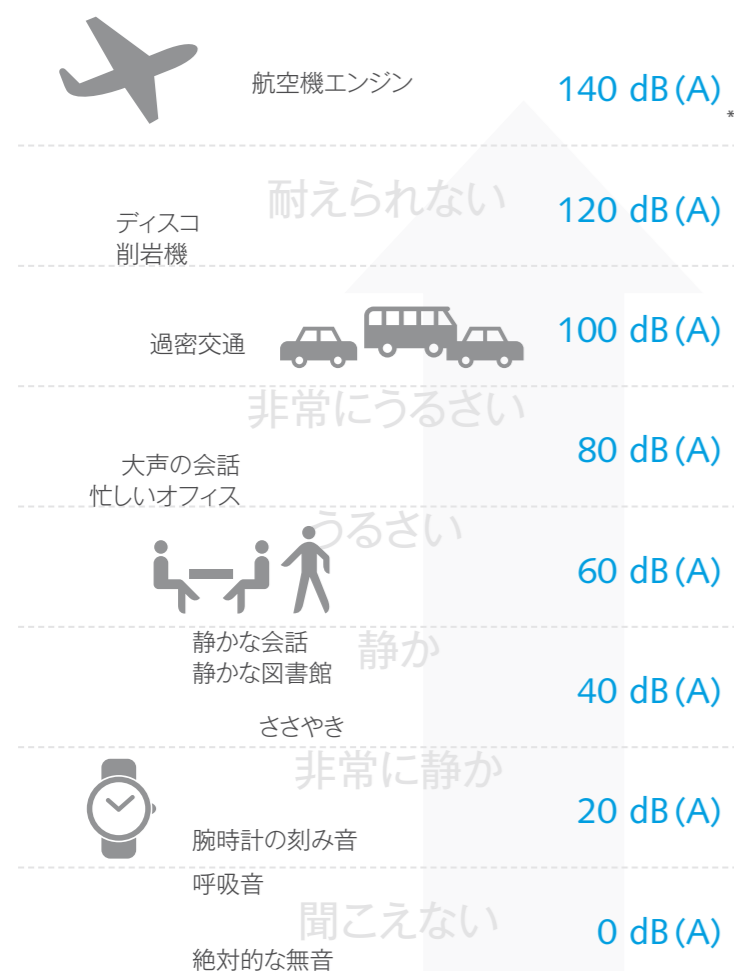 航空機エンジン
140 dB(A)
*
耐えられない
120 dB(A)
ディスコ
削岩機
過密交通
100 dB(A)
非常にうるさい
80 dB(A)
大声の会話
忙しいオフィス
うるさい
60 dB(A)
静かな会話
静か
静かな図書館
40 dB(A)
ささやき
非常に静か
20 dB(A)
腕時計の刻み音
呼吸音
聞こえない
0 dB(A)
絶対的な無音